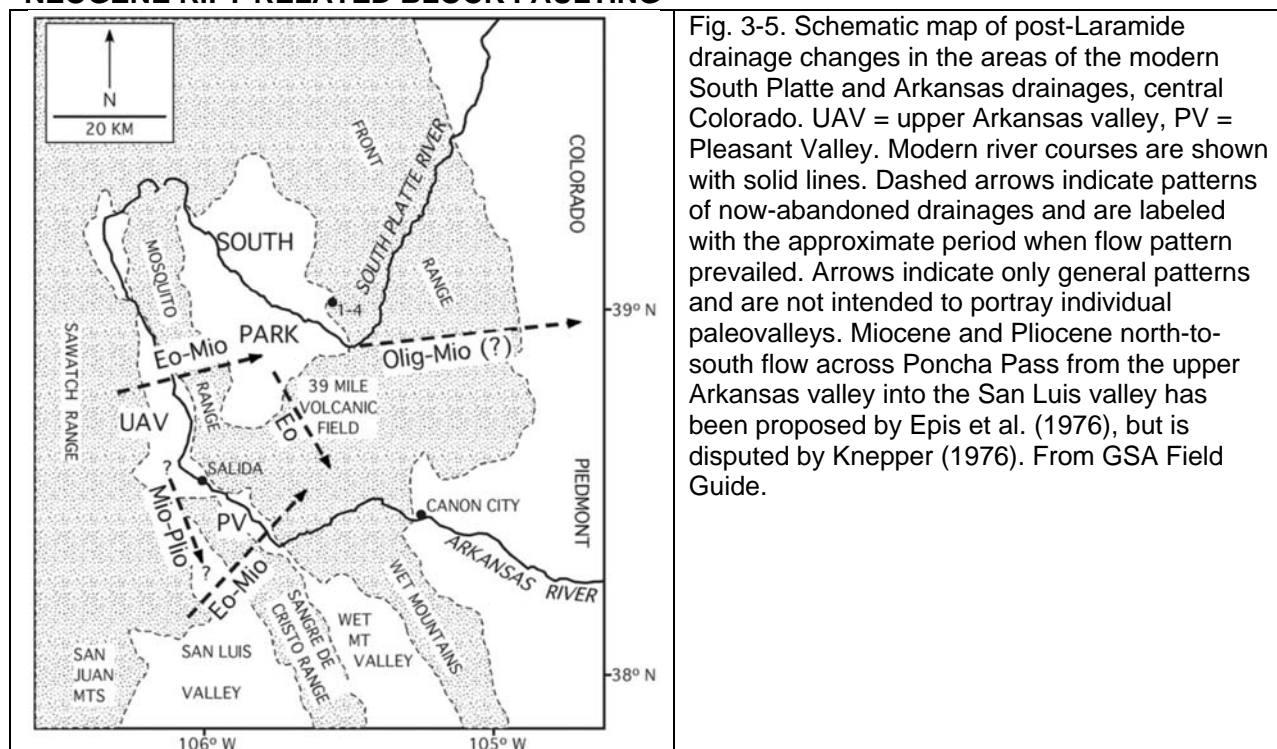 NEOGENE RIFT-RELATED BLOCK FAULTING
N
20 KM
FRONT
RANGE
COLORADO
PIEDMONT
SOUTH PLATTE RIVER
SOUTH
PARK
MOSQUITO
RANGE
SAWATCH RANGE
1-4
39º N
Eo-Mio
Olig-Mio (?)
39 MILE
VOLCANIC
FIELD
Eo
UAV
?
SALIDA
Mio-Plio
?
PV
CANON CITY
Eo-Mio
ARKANSAS RIVER
WET MOUNTAINS
SANGRE DE
CRISTO RANGE
WET
MT
VALLEY
SAN LUIS
VALLEY
SAN
JUAN
MTS
38º N
106º W
105º W
Fig. 3-5. Schematic map of post-Laramide
drainage changes in the areas of the modern
South Platte and Arkansas drainages, central
Colorado. UAV = upper Arkansas valley, PV =
Pleasant Valley. Modern river courses are shown
with solid lines. Dashed arrows indicate patterns
of now-abandoned drainages and are labeled
with the approximate period when flow pattern
prevailed. Arrows indicate only general patterns
and are not intended to portray individual
paleovalleys. Miocene and Pliocene north-to-
south flow across Poncha Pass from the upper
Arkansas valley into the San Luis valley has
been proposed by Epis et al. (1976), but is
disputed by Knepper (1976). From GSA Field
Guide.